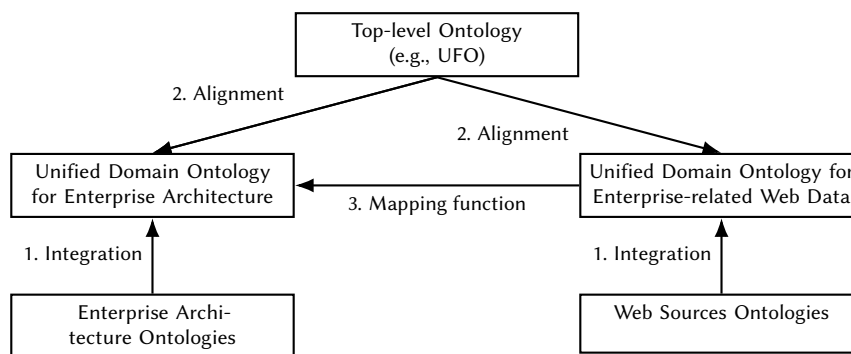 Top-level Ontology
(e.g., UFO)
2. Alignment
2. Alignment
Unified Domain Ontology
for Enterprise Architecture
Unified Domain Ontology for
Enterprise-related Web Data
3. Mapping function
1. Integration
1. Integration
Enterprise Archi-
tecture Ontologies
Web Sources Ontologies